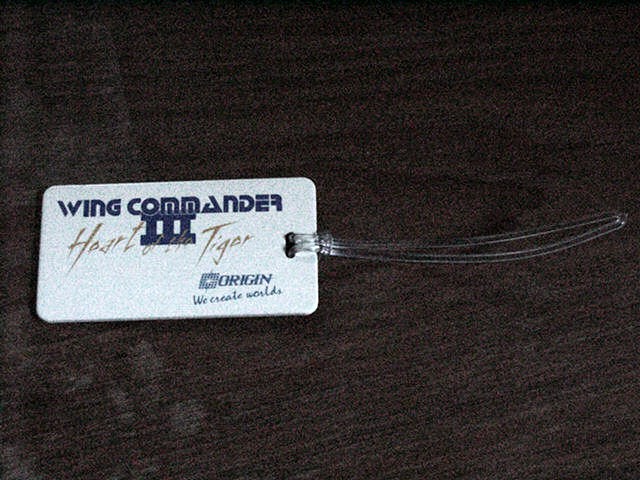 WING COMMANDER
III
Heart of the Tiger
ORIGIN
We create worlds